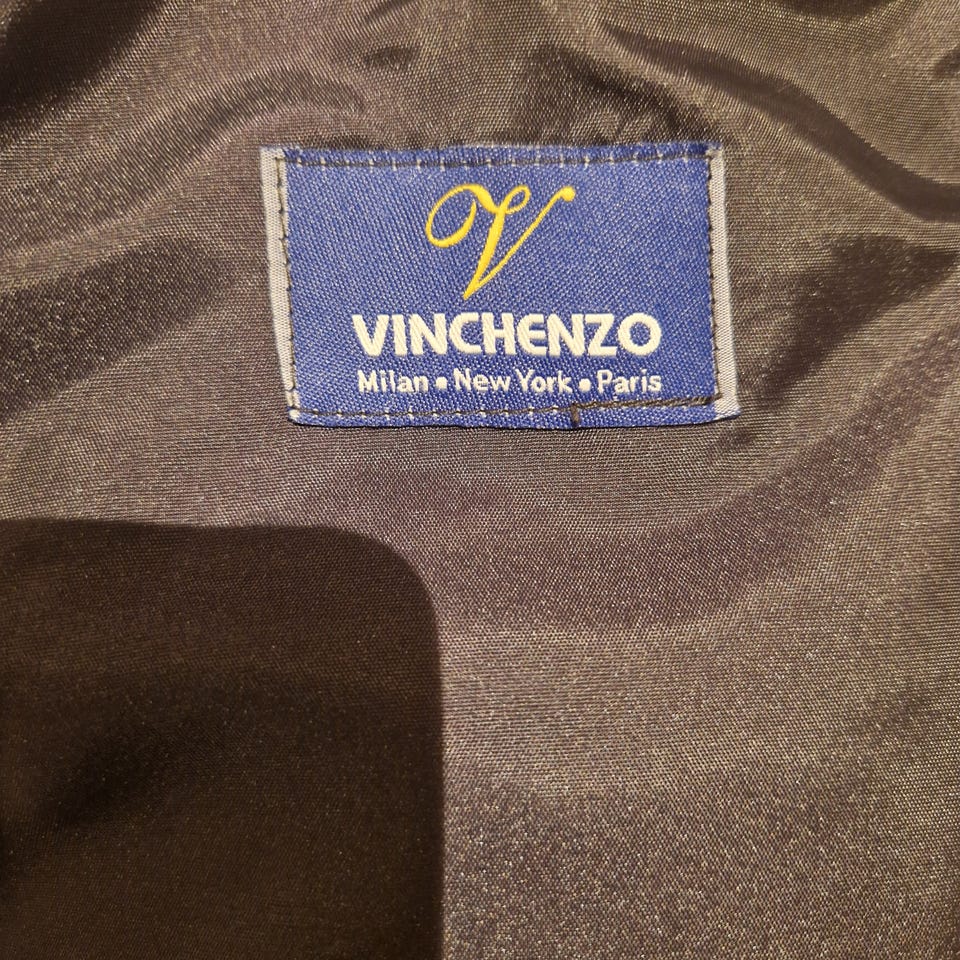 V
VINCHENZO
Milan • New York • Paris